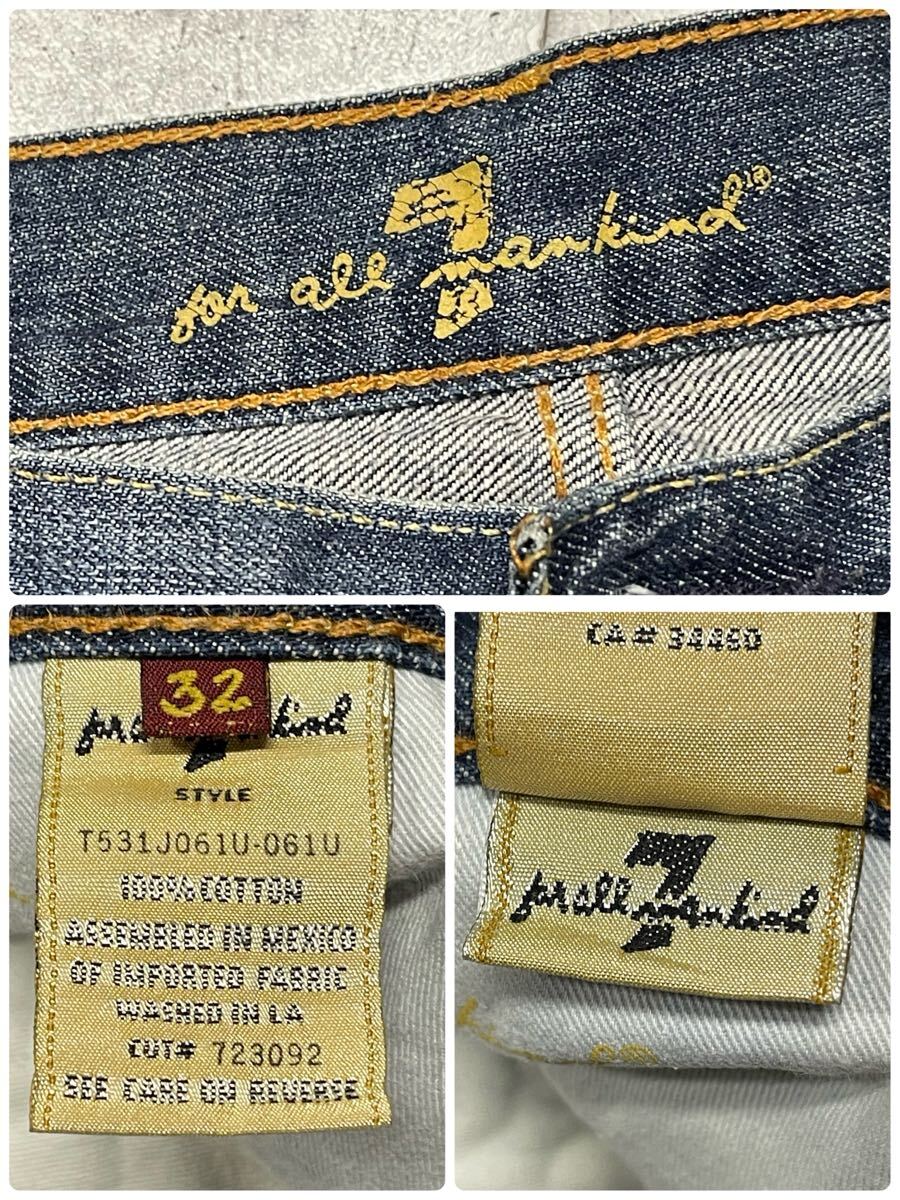 7
for all mankind®
32
for all mankind
7
STYLE
T531J061U-061U
100% COTTON
ASSEMBLED IN MEXICO
OF IMPORTED FABRIC
WASHED IN LA
CUT# 723092
SEE CARE ON REVERSE
CA# 34460
7
for all mankind